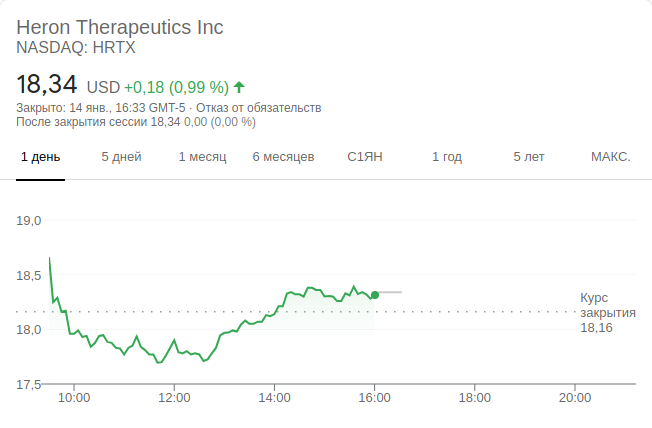 Heron Therapeutics Inc
NASDAQ: HRTX
18,34 USD +0,18 (0,99 %)
Закрыто: 14 янв., 16:33 GMT-5 · Отказ от обязательств
После закрытия сессии 18,34 0,00 (0,00 %)
1 день 5 дней 1 месяц 6 месяцев С1ЯН 1 год 5 лет МАКС.
19,0
18,5
Курс
закрытия
18,16
18,0
17,5
10:00 12:00 14:00 16:00 18:00 20:00